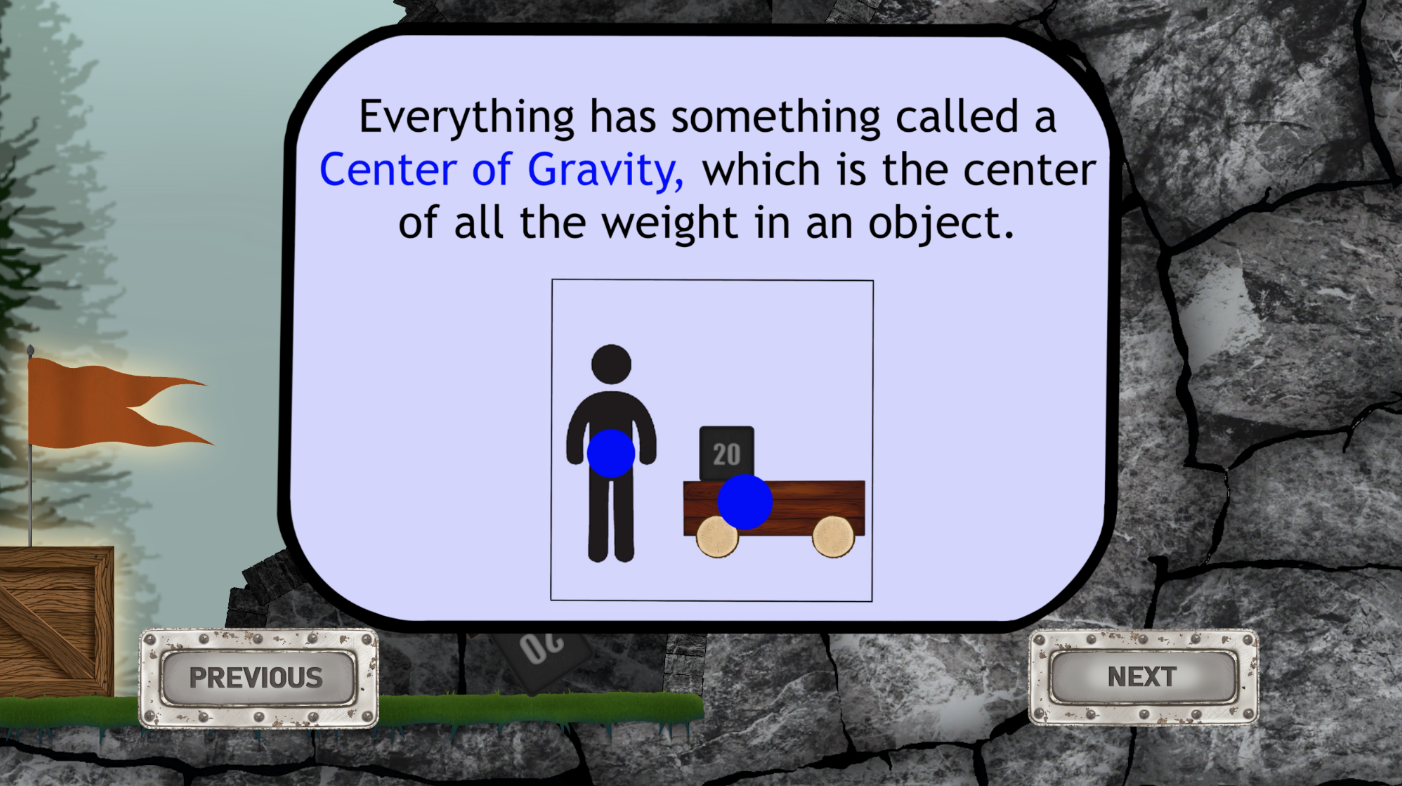 Everything has something called a
Center of Gravity, which is the center
of all the weight in an object.
20
20
PREVIOUS
NEXT